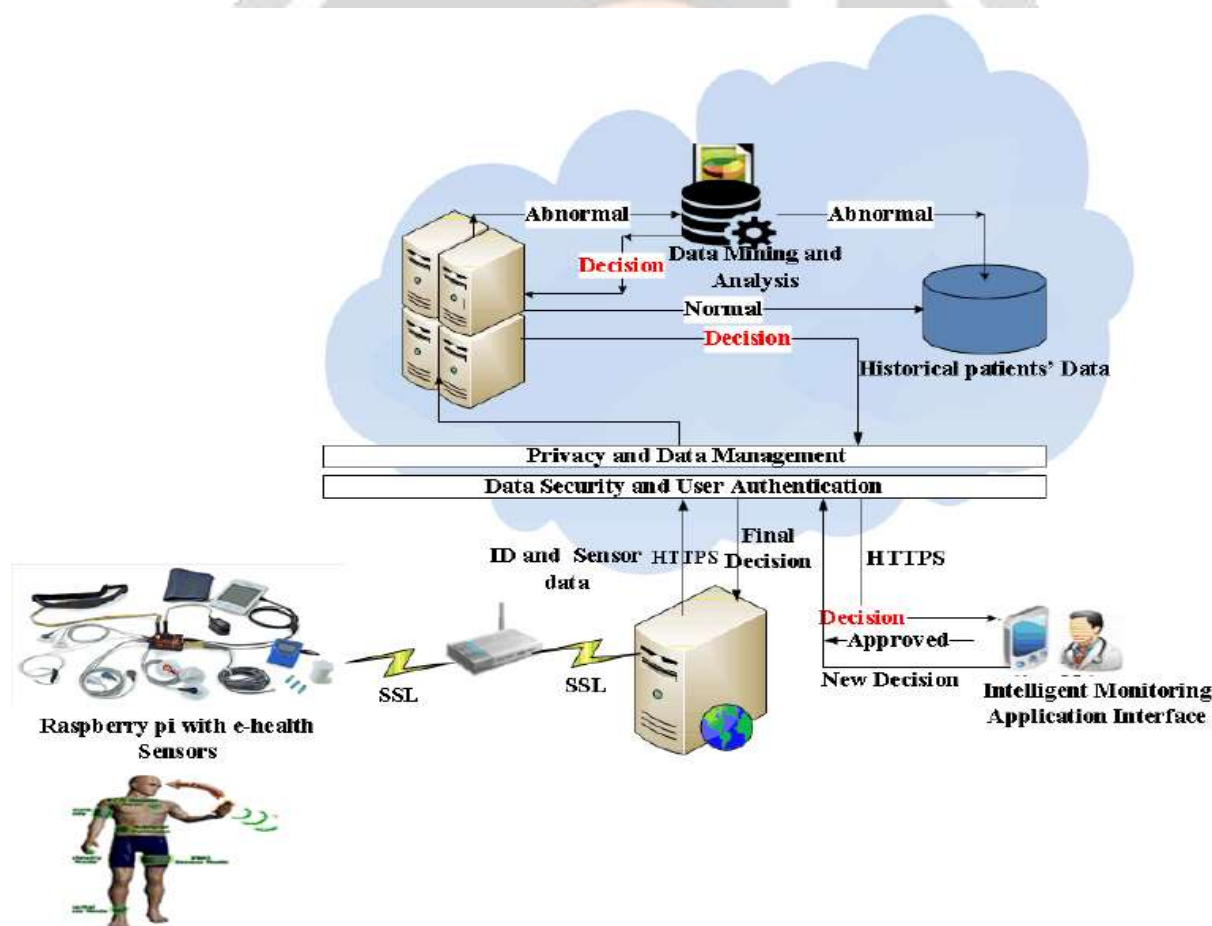 Abnormal
Abnormal
Decision
Data Mining and
Analysis
Normal
Decision
Historical patients' Data
Privacy and Data Management
Data Security and User Authentication
ID and Sensor
data
HTTPS
Final
Decision
HTTPS
Decision
Approved
New Decision
SSL
SSL
Intelligent Monitoring
Application Interface
Raspberry pi with e-health
Sensors